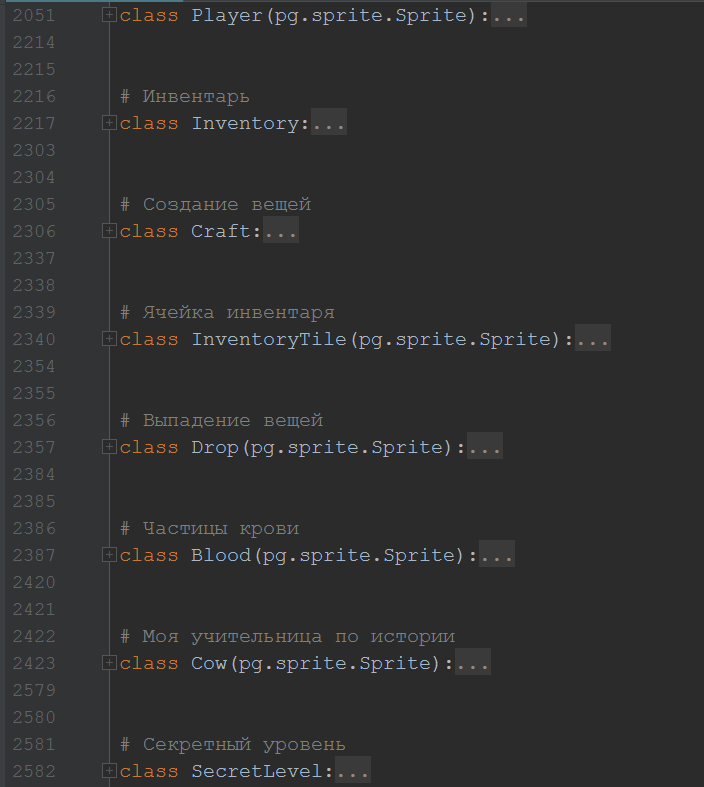 2051 class Player(pg.sprite.Sprite):...
2214
2215
2216 # Инвентарь
2217 class Inventory:...
2303
2304
2305 # Создание вещей
2306 class Craft:...
2337
2338
2339 # Ячейка инвентаря
2340 class InventoryTile(pg.sprite.Sprite):...
2354
2355
2356 # Выпадение вещей
2357 class Drop(pg.sprite.Sprite):...
2384
2385
2386 # Частицы крови
2387 class Blood(pg.sprite.Sprite):...
2420
2421
2422 # Моя учительница по истории
2423 class Cow(pg.sprite.Sprite):...
2579
2580
2581 # Секретный уровень
2582 class SecretLevel:...